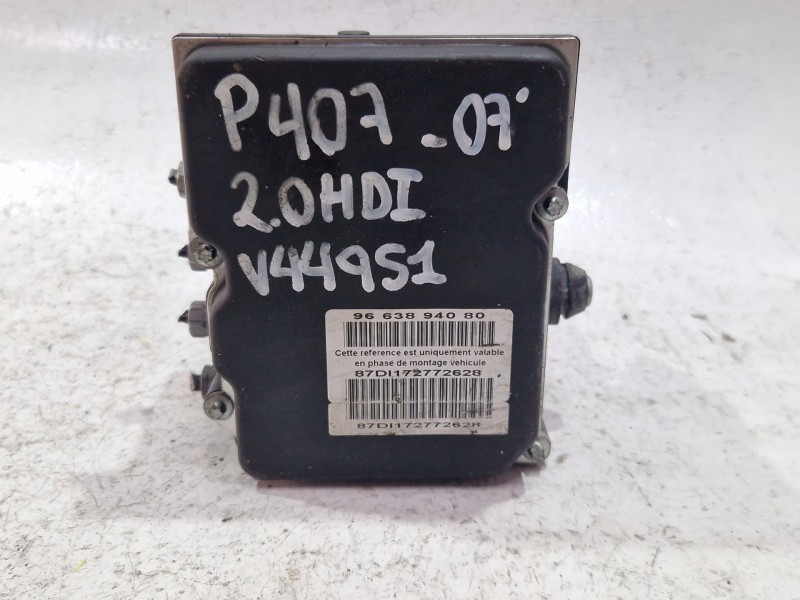 P407 -07'
2.0HDI
V449S1
96 638 940 80
Cette reference est uniquement valable
en phase de montage vehicule
87DI172772628
87DI172772628